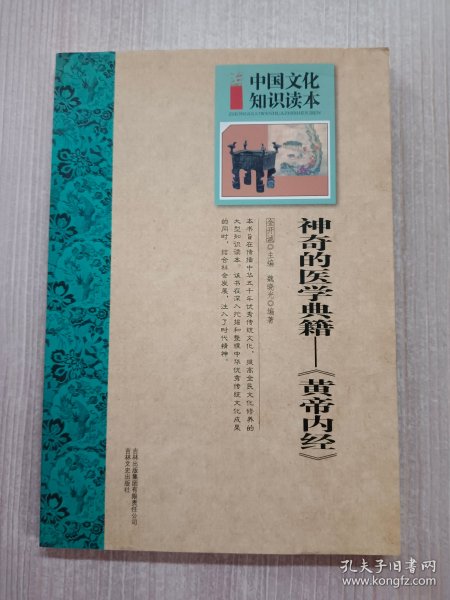 中国文化
知识读本
神奇的医学典籍——《黄帝内经》
金开诚◎主编 魏晓光◎编著
本书旨在传播中华五千年优秀传统文化，提高全民文化修养的
大型知识读本。该书在深入挖掘和整理中华优秀传统文化成果
的同时，结合社会发展，注入了时代精神。
吉林出版集团有限责任公司
吉林文史出版社
孔夫子旧书网
www.kongfz.com